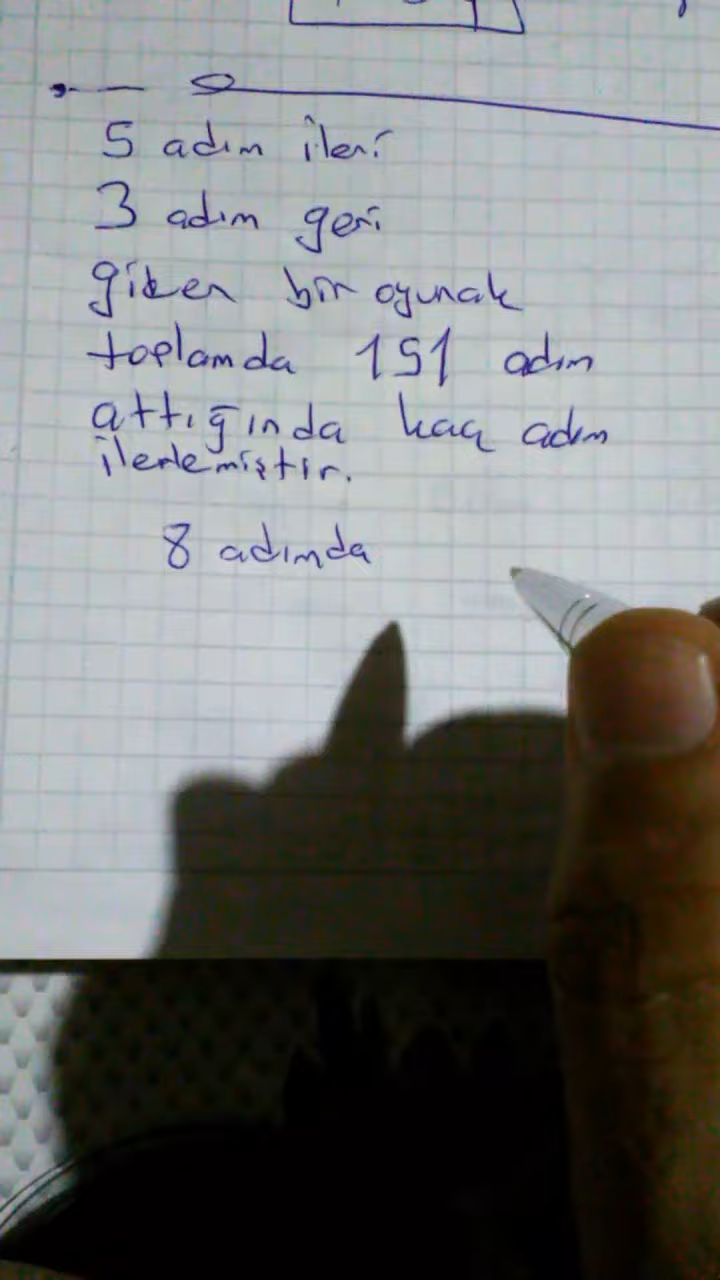 5 adım ileri
3 adım geri
giden bir oyuncak
toplamda 151 adım
attığında kaç adım
ilerlemiştir.
8 adımda